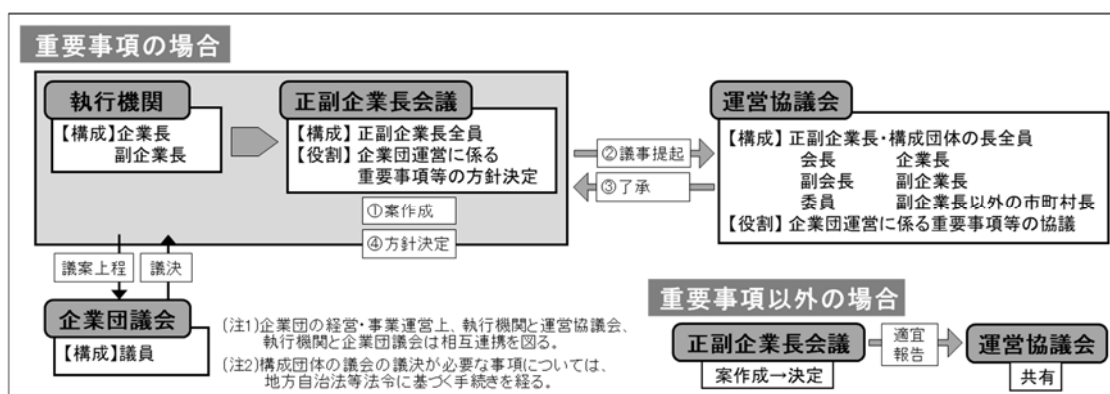 重要事項の場合
執行機関
【構成】企業長
副企業長
正副企業長会議
【構成】正副企業長全員
【役割】企業団運営に係る
重要事項等の方針決定
①案作成
④方針決定
②議事提起
③了承
運営協議会
【構成】正副企業長・構成団体の長全員
会長 企業長
副会長 副企業長
委員 副企業長以外の市町村長
【役割】企業団運営に係る重要事項等の協議
議案上程
議決
企業団議会
【構成】議員
(注1)企業団の経営・事業運営上、執行機関と運営協議会、
執行機関と企業団議会は相互連携を図る。
(注2)構成団体の議会の議決が必要な事項については、
地方自治法等法令に基づく手続きを経る。
重要事項以外の場合
正副企業長会議
案作成→決定
適宜
報告
運営協議会
共有